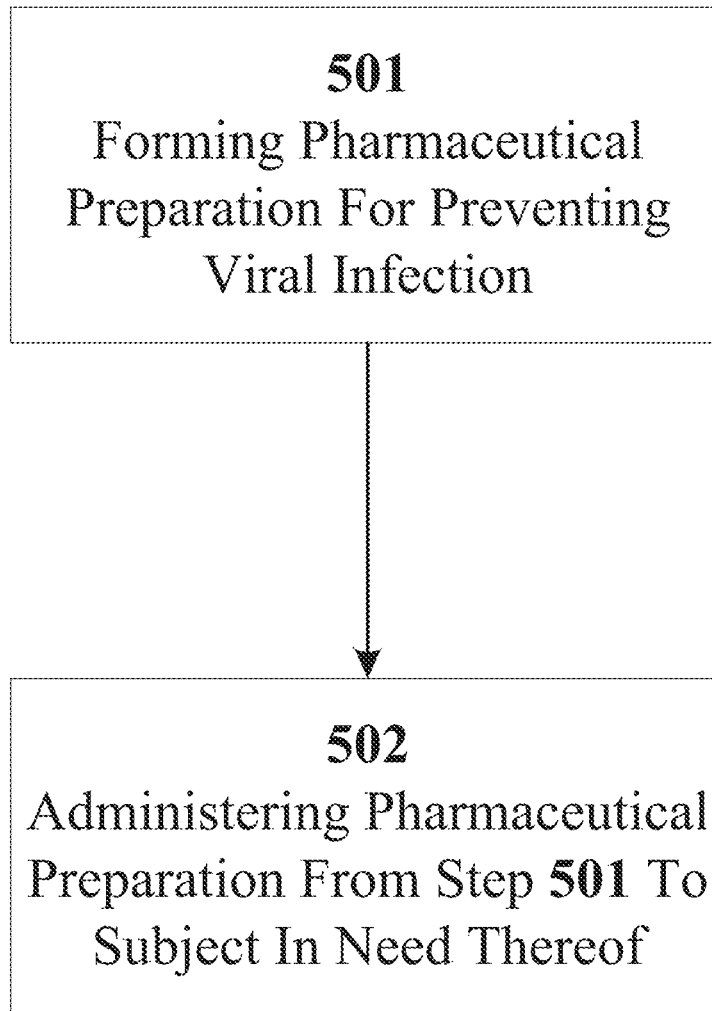 501
Forming Pharmaceutical
Preparation For Preventing
Viral Infection
502
Administering Pharmaceutical
Preparation From Step 501 To
Subject In Need Thereof